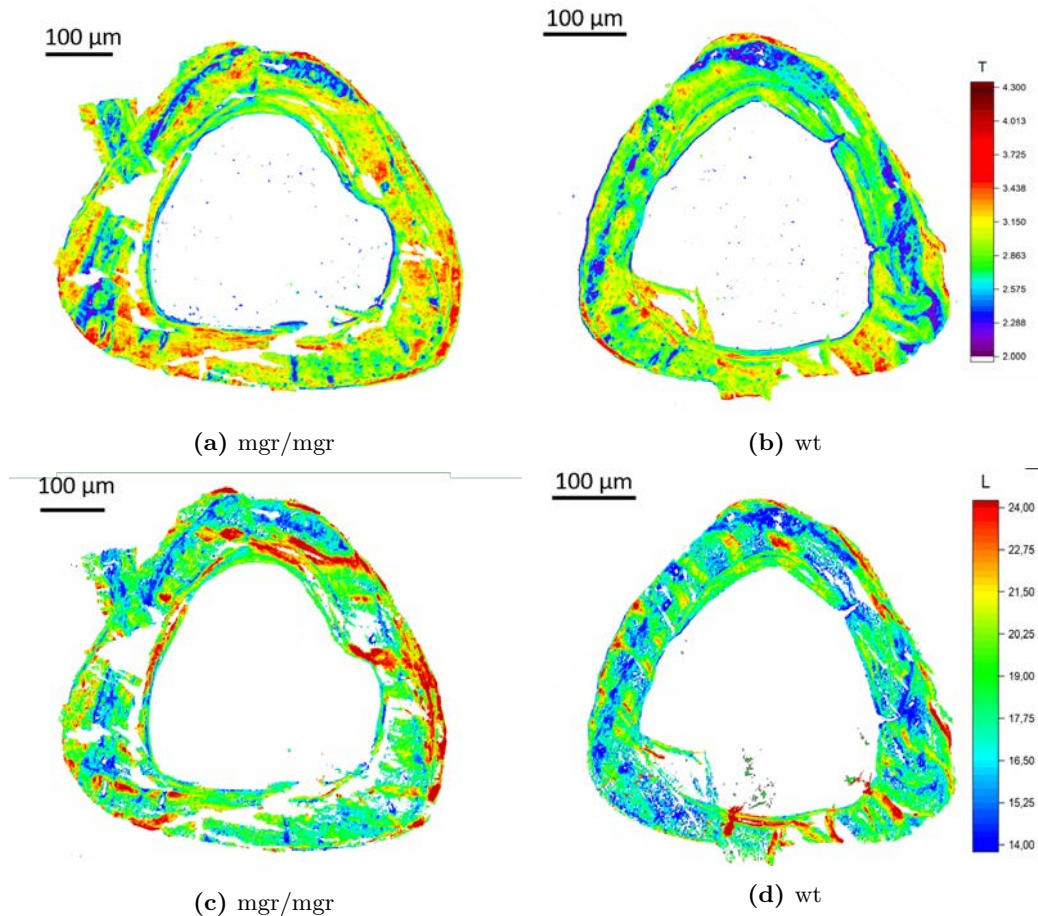 100 µm
100 µm
T
4.300
4.013
3.725
3.438
3.150
2.863
2.575
2.288
2.000
(a) mgr/mgr
(b) wt
100 µm
100 µm
L
24,00
22,75
21,50
20,25
19,00
17,75
16,50
15,25
14,00
(c) mgr/mgr
(d) wt